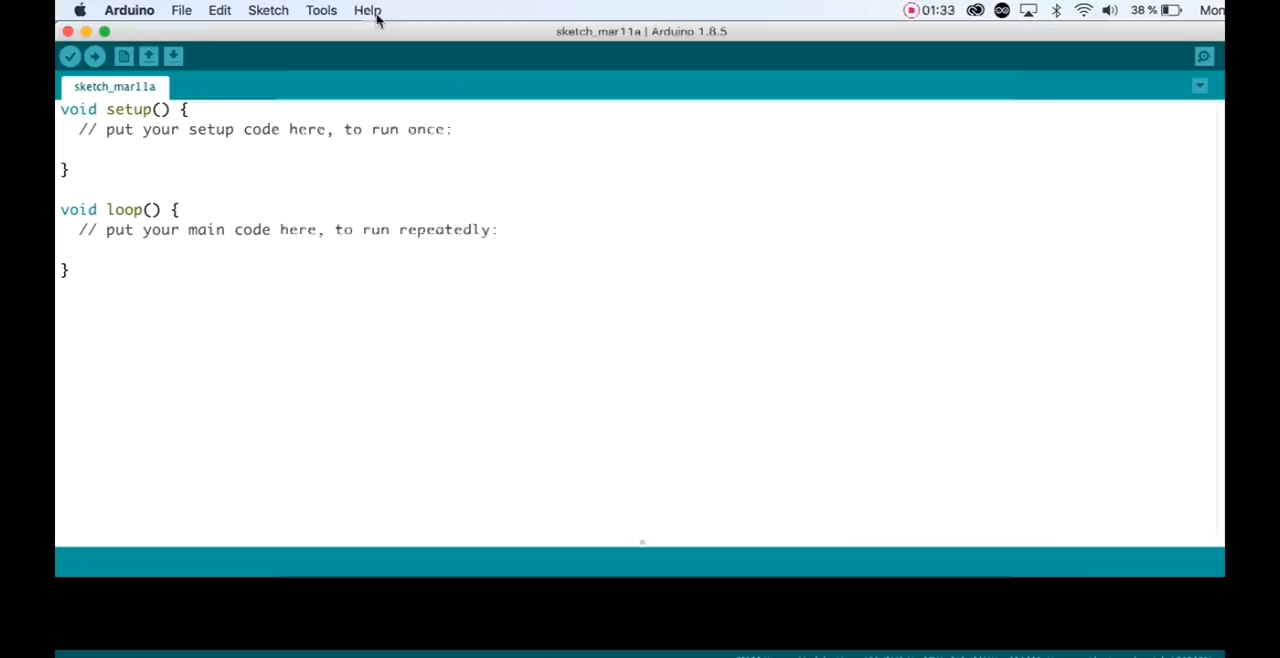 Arduino File Edit Sketch Tools Help 01:33 38 % Mon
sketch_mar11a | Arduino 1.8.5
sketch_mar11a
void setup() {
// put your setup code here, to run once:
}
void loop() {
// put your main code here, to run repeatedly:
}